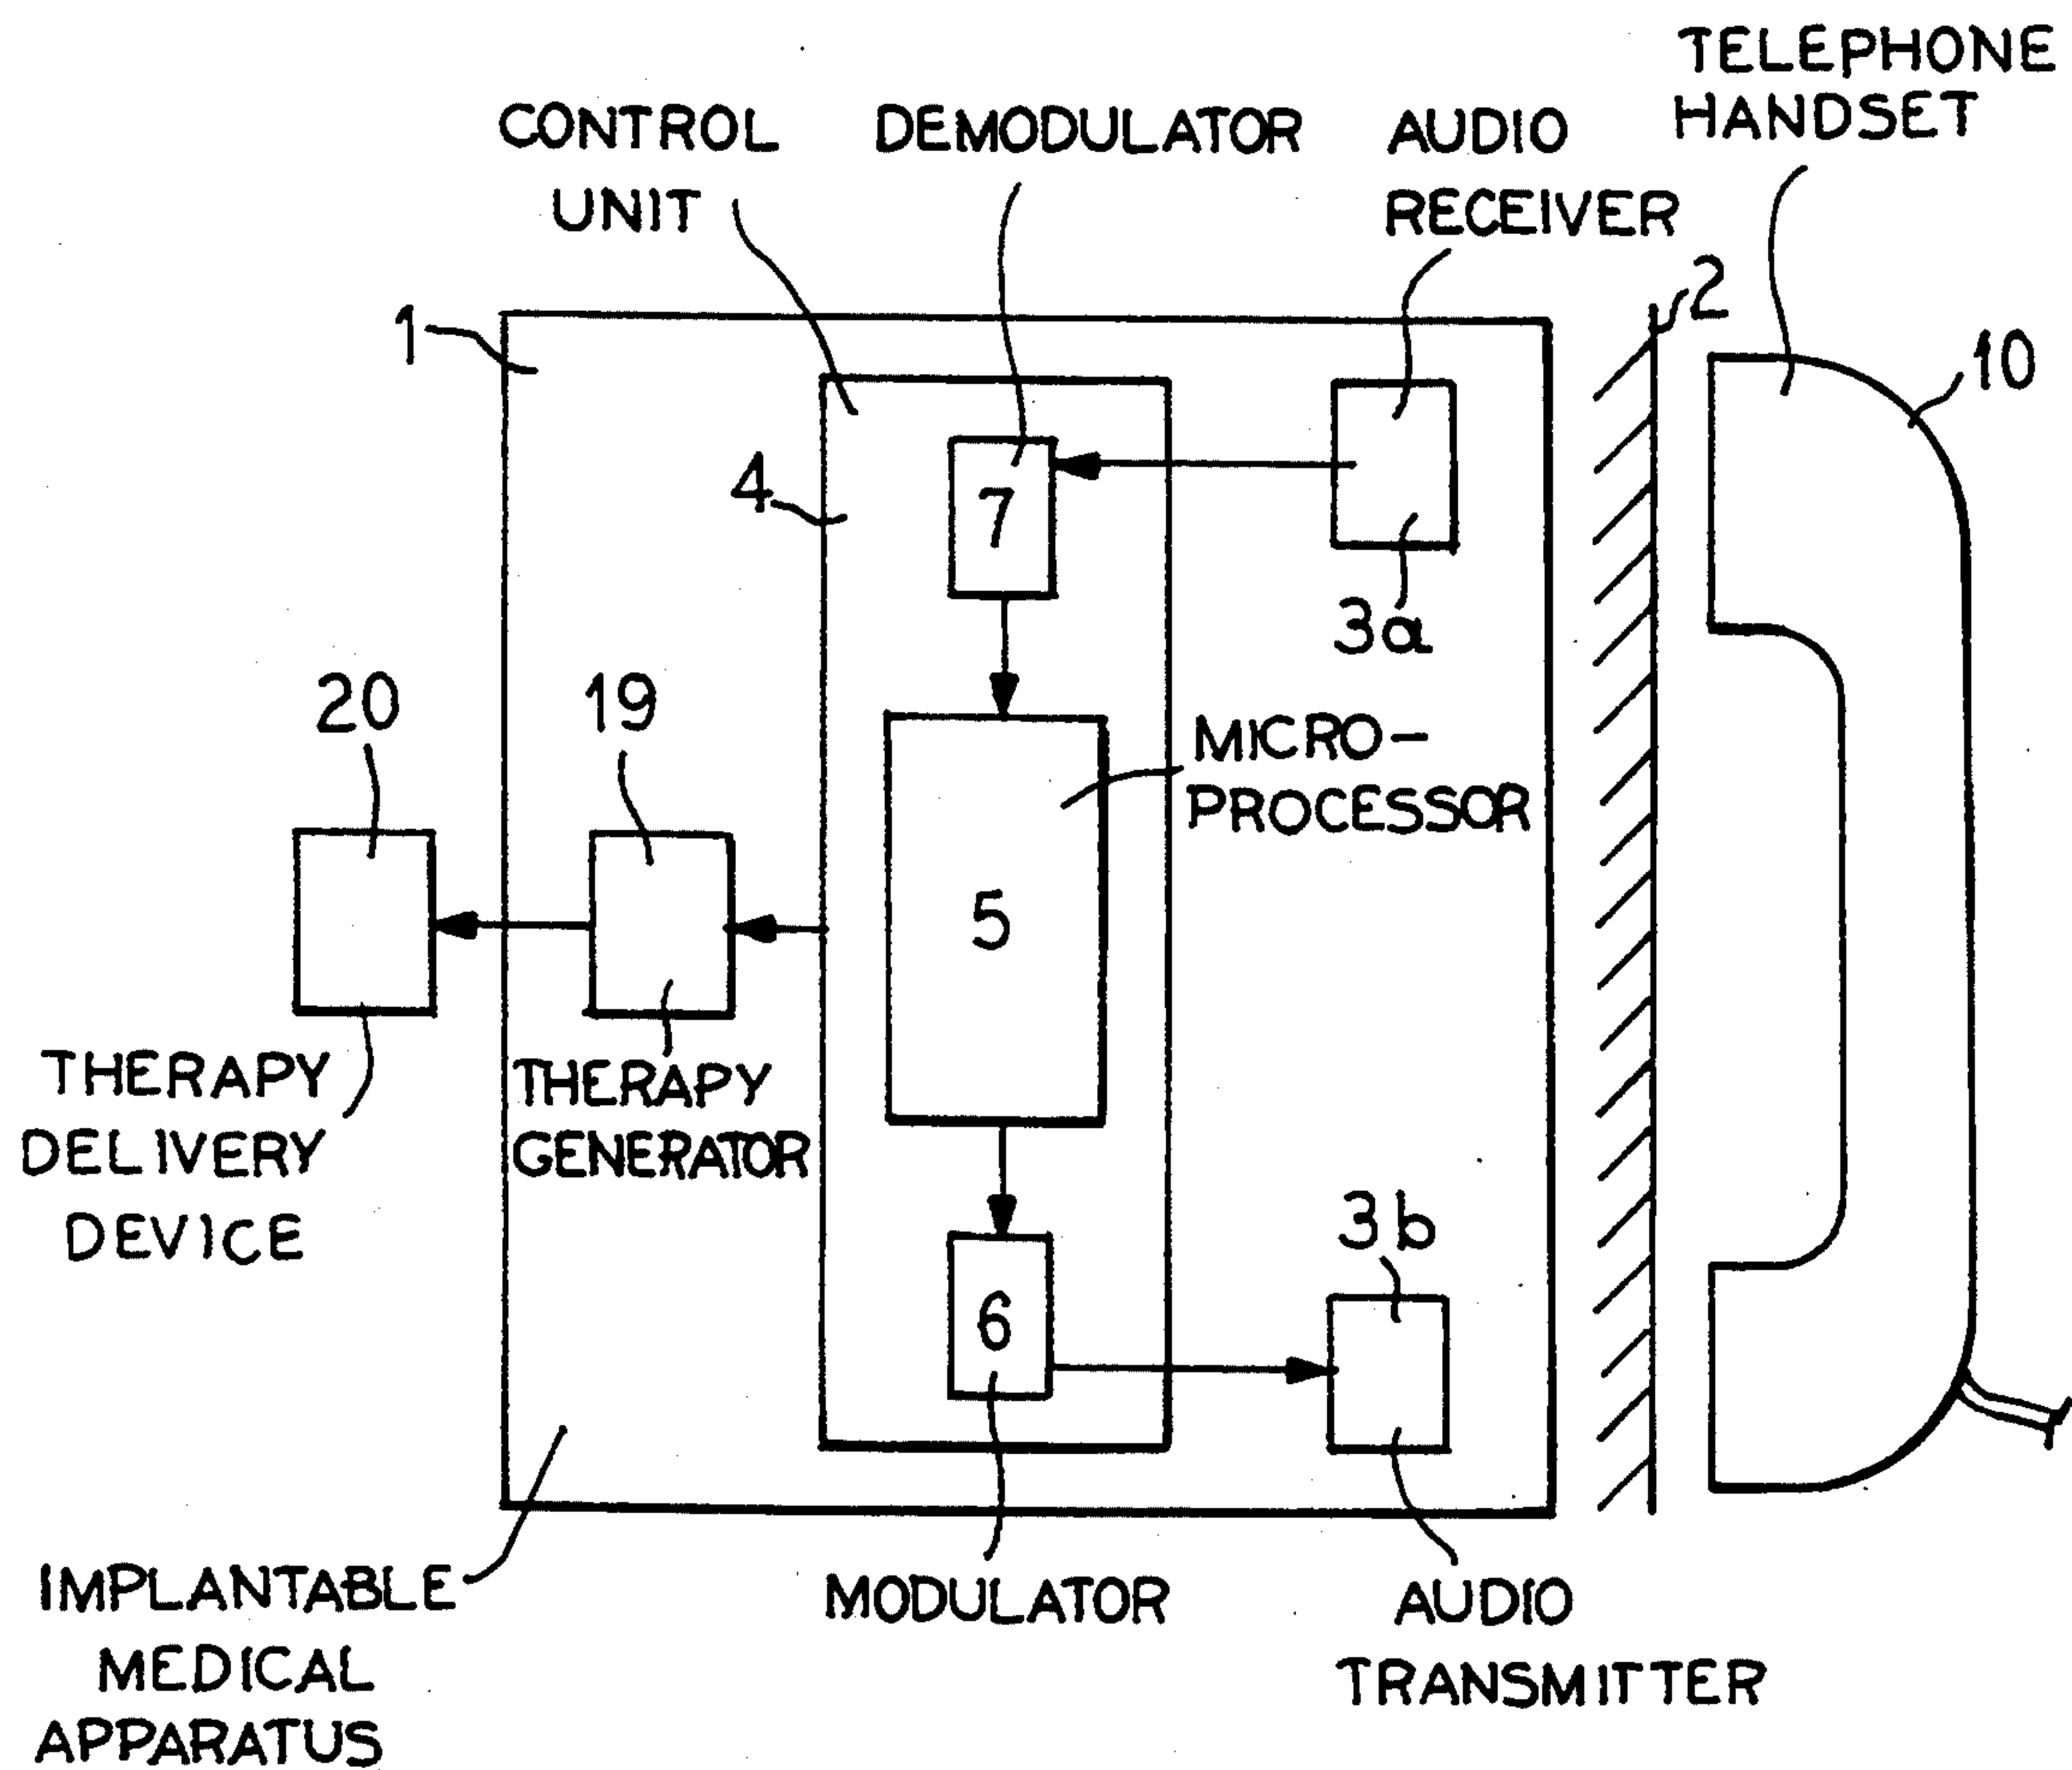 TELEPHONE
HANDSET
CONTROL
UNIT
DEMODULATOR
AUDIO
RECEIVER
1
2
10
4
7
3a
20
19
MICRO-
PROCESSOR
5
THERAPY
DELIVERY
DEVICE
THERAPY
GENERATOR
3b
6
IMPLANTABLE
MEDICAL
APPARATUS
MODULATOR
AUDIO
TRANSMITTER